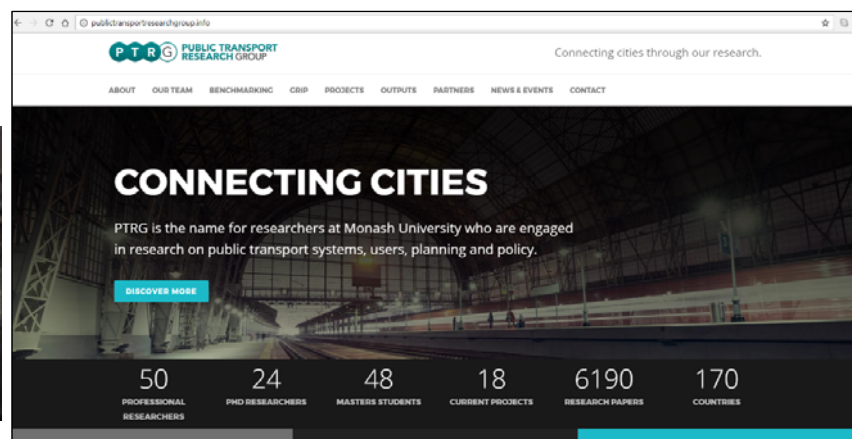 publictransportresearchgroup.info
PTRG PUBLIC TRANSPORT
RESEARCH GROUP
Connecting cities through our research.
ABOUT OUR TEAM BENCHMARKING GRIP PROJECTS OUTPUTS PARTNERS NEWS & EVENTS CONTACT
CONNECTING CITIES
PTRG is the name for researchers at Monash University who are engaged
in research on public transport systems, users, planning and policy.
DISCOVER MORE
50 24 48 18 6190 170
PROFESSIONAL RESEARCHERS PHD RESEARCHERS MASTERS STUDENTS CURRENT PROJECTS RESEARCH PAPERS COUNTRIES